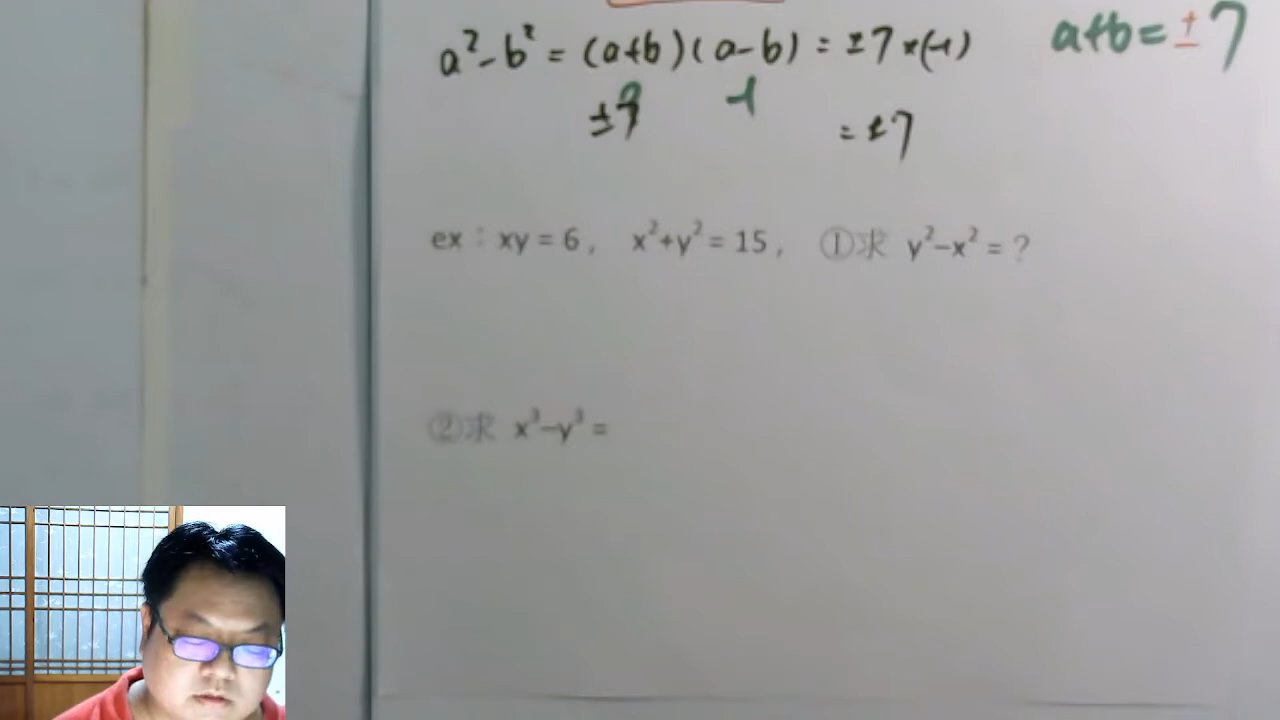 a²-b² = (a+b)(a-b) = ±7×(-1)
a+b = ±7
±7 -1 = ±7
ex：xy = 6, x²+y² = 15, ①求 y²-x² = ?
②求 x³-y³ =